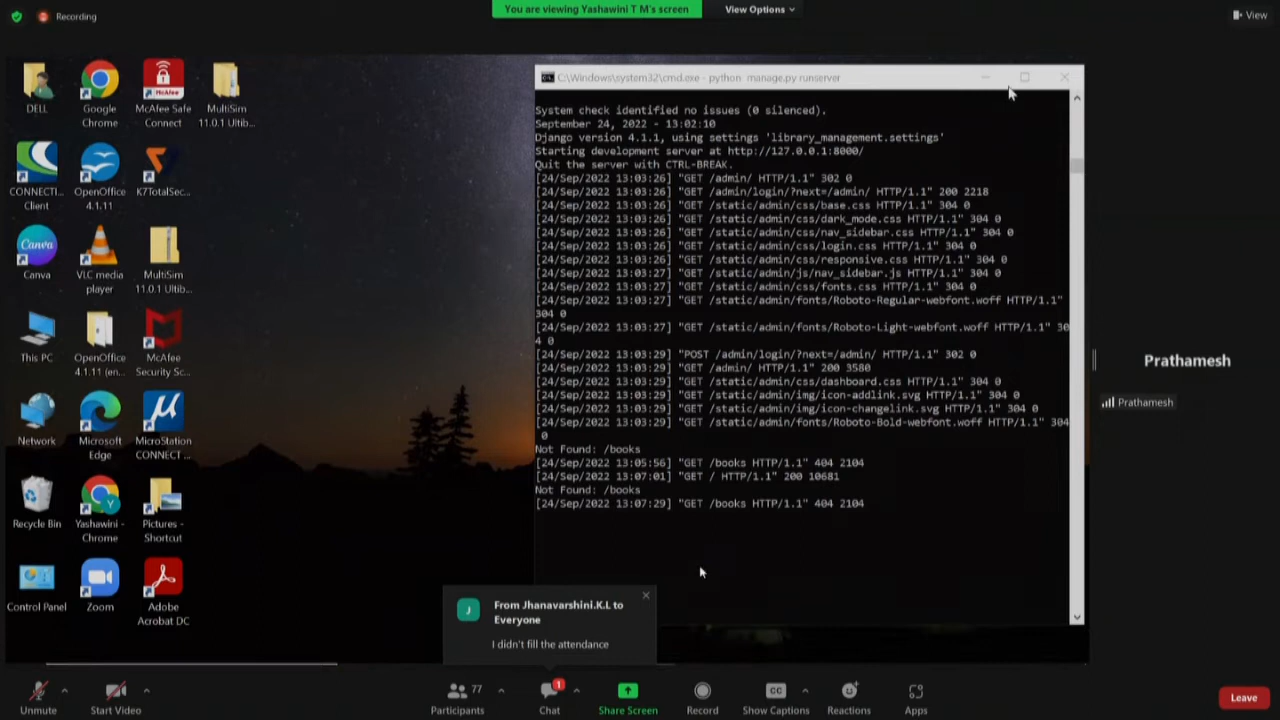 Recording
You are viewing Yashawini T M's screen
View Options
View
DELL
Google
Chrome
McAfee Safe
Connect
MultiSim
11.0.1 Ultib...
CONNECTI...
Client
OpenOffice
4.1.11
K7TotalSec...
Canva
Canva
VLC media
player
MultiSim
11.0.1 Ultib...
This PC
OpenOffice
4.1.11 (en...
McAfee
Security Sc...
Network
Microsoft
Edge
MicroStation
CONNECT ...
Recycle Bin
Yashawini -
Chrome
Pictures -
Shortcut
Control Panel
Zoom
Adobe
Acrobat DC
C:\Windows\system32\cmd.exe - python manage.py runserver
System check identified no issues (0 silenced).
September 24, 2022 - 13:02:10
Django version 4.1.1, using settings 'library_management.settings'
Starting development server at http://127.0.0.1:8000/
Quit the server with CTRL-BREAK.
[24/Sep/2022 13:03:26] "GET /admin/ HTTP/1.1" 302 0
[24/Sep/2022 13:03:26] "GET /admin/login/?next=/admin/ HTTP/1.1" 200 2218
[24/Sep/2022 13:03:26] "GET /static/admin/css/base.css HTTP/1.1" 304 0
[24/Sep/2022 13:03:26] "GET /static/admin/css/dark_mode.css HTTP/1.1" 304 0
[24/Sep/2022 13:03:26] "GET /static/admin/css/nav_sidebar.css HTTP/1.1" 304 0
[24/Sep/2022 13:03:26] "GET /static/admin/css/login.css HTTP/1.1" 304 0
[24/Sep/2022 13:03:26] "GET /static/admin/css/responsive.css HTTP/1.1" 304 0
[24/Sep/2022 13:03:27] "GET /static/admin/js/nav_sidebar.js HTTP/1.1" 304 0
[24/Sep/2022 13:03:27] "GET /static/admin/css/fonts.css HTTP/1.1" 304 0
[24/Sep/2022 13:03:27] "GET /static/admin/fonts/Roboto-Regular-webfont.woff HTTP/1.1"
304 0
[24/Sep/2022 13:03:27] "GET /static/admin/fonts/Roboto-Light-webfont.woff HTTP/1.1" 30
4 0
[24/Sep/2022 13:03:29] "POST /admin/login/?next=/admin/ HTTP/1.1" 302 0
[24/Sep/2022 13:03:29] "GET /admin/ HTTP/1.1" 200 3580
[24/Sep/2022 13:03:29] "GET /static/admin/css/dashboard.css HTTP/1.1" 304 0
[24/Sep/2022 13:03:29] "GET /static/admin/img/icon-addlink.svg HTTP/1.1" 304 0
[24/Sep/2022 13:03:29] "GET /static/admin/img/icon-changelink.svg HTTP/1.1" 304 0
[24/Sep/2022 13:03:29] "GET /static/admin/fonts/Roboto-Bold-webfont.woff HTTP/1.1" 304
0
Not Found: /books
[24/Sep/2022 13:05:56] "GET /books HTTP/1.1" 404 2104
[24/Sep/2022 13:07:01] "GET / HTTP/1.1" 200 10681
Not Found: /books
[24/Sep/2022 13:07:29] "GET /books HTTP/1.1" 404 2104
Prathamesh
Prathamesh
J
From Jhanavarshini.K.L to
Everyone
I didn't fill the attendance
Unmute
Start Video
77
Participants
1
Chat
Share Screen
Record
CC
Show Captions
Reactions
Apps
Leave